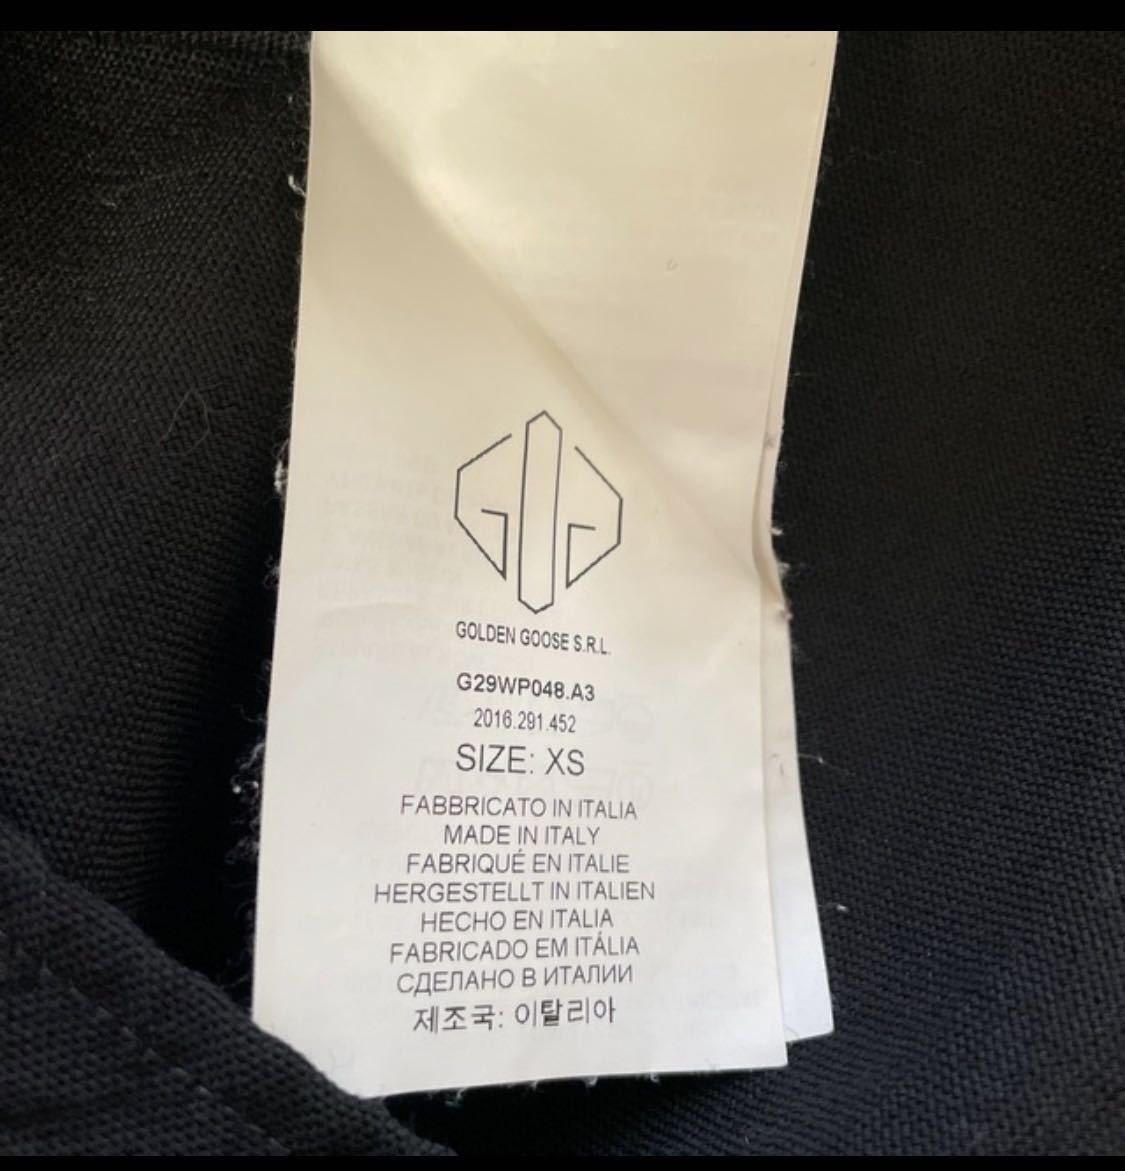 GOLDEN GOOSE S.R.L.
G29WP048.A3
2016.291.452
SIZE: XS
FABBRICATO IN ITALIA
MADE IN ITALY
FABRIQUÉ EN ITALIE
HERGESTELLT IN ITALIEN
HECHO EN ITALIA
FABRICADO EM ITÁLIA
СДЕЛАНО В ИТАЛИИ
제조국: 이탈리아